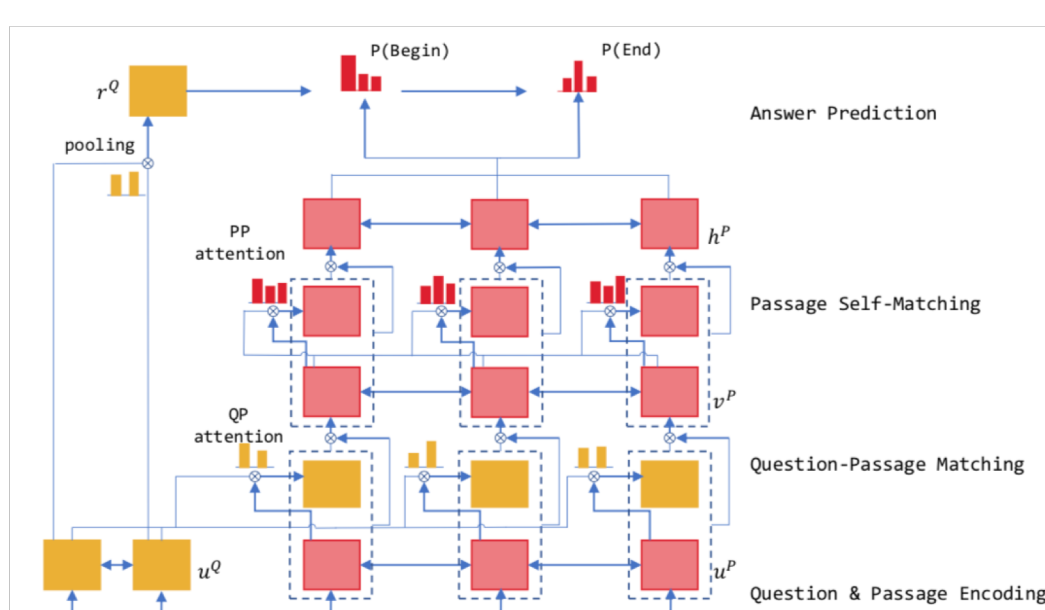 P(Begin)
P(End)
r^Q
Answer Prediction
pooling
PP
attention
h^P
Passage Self-Matching
v^P
QP
attention
Question-Passage Matching
u^Q
u^P
Question & Passage Encoding